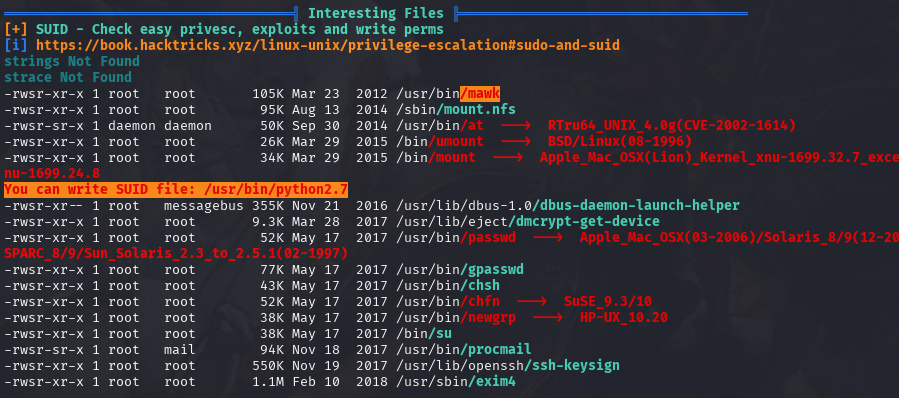 Interesting Files
[+] SUID - Check easy privesc, exploits and write perms
[i] https://book.hacktricks.xyz/linux-unix/privilege-escalation#sudo-and-suid
strings Not Found
strace Not Found
-rwsr-xr-x 1 root   root       105K Mar 23  2012 /usr/bin/mawk
-rwsr-xr-x 1 root   root        95K Aug 13  2014 /sbin/mount.nfs
-rwsr-sr-x 1 daemon daemon      50K Sep 30  2014 /usr/bin/at  --->  RTru64_UNIX_4.0g(CVE-2002-1614)
-rwsr-xr-x 1 root   root        26K Mar 29  2015 /bin/umount  --->  BSD/Linux(08-1996)
-rwsr-xr-x 1 root   root        34K Mar 29  2015 /bin/mount  --->  Apple_Mac_OSX(Lion)_Kernel_xnu-1699.32.7_exce
nu-1699.24.8
You can write SUID file: /usr/bin/python2.7
-rwsr-xr-- 1 root   messagebus 355K Nov 21  2016 /usr/lib/dbus-1.0/dbus-daemon-launch-helper
-rwsr-xr-x 1 root   root       9.3K Mar 28  2017 /usr/lib/eject/dmcrypt-get-device
-rwsr-xr-x 1 root   root        52K May 17  2017 /usr/bin/passwd  --->  Apple_Mac_OSX(03-2006)/Solaris_8/9(12-20
SPARC_8/9/Sun_Solaris_2.3_to_2.5.1(02-1997)
-rwsr-xr-x 1 root   root        77K May 17  2017 /usr/bin/gpasswd
-rwsr-xr-x 1 root   root        43K May 17  2017 /usr/bin/chsh
-rwsr-xr-x 1 root   root        52K May 17  2017 /usr/bin/chfn  --->  SuSE_9.3/10
-rwsr-xr-x 1 root   root        38K May 17  2017 /usr/bin/newgrp  --->  HP-UX_10.20
-rwsr-xr-x 1 root   root        38K May 17  2017 /bin/su
-rwsr-sr-x 1 root   mail        94K Nov 18  2017 /usr/bin/procmail
-rwsr-xr-x 1 root   root       550K Nov 19  2017 /usr/lib/openssh/ssh-keysign
-rwsr-xr-x 1 root   root       1.1M Feb 10  2018 /usr/sbin/exim4